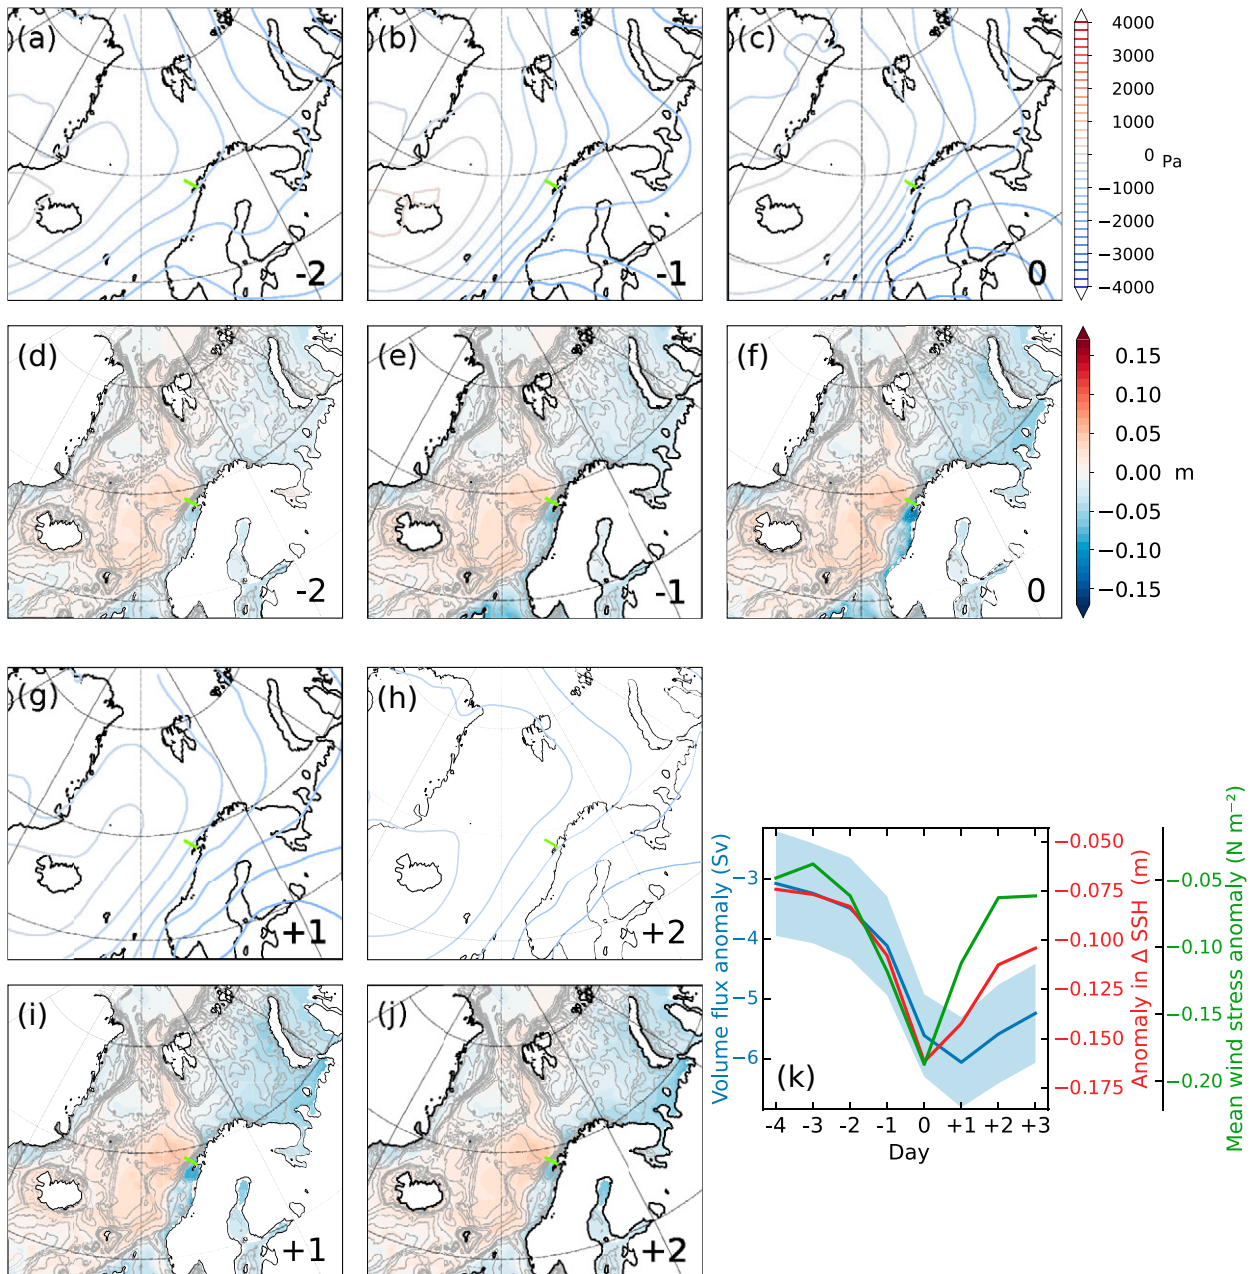 (a)
-2
(b)
-1
(c)
0
4000
3000
2000
1000
0
−1000
−2000
−3000
−4000
Pa
(d)
-2
(e)
-1
(f)
0
0.15
0.10
0.05
0.00
−0.05
−0.10
−0.15
m
(g)
+1
(h)
+2
(i)
+1
(j)
+2
(k)
Volume flux anomaly (Sv)
−3
−4
−5
−6
-4 -3 -2 -1 0 +1 +2 +3
Day
−0.050
−0.075
−0.100
−0.125
−0.150
−0.175
Anomaly in Δ SSH (m)
−0.05
−0.10
−0.15
−0.20
Mean wind stress anomaly (N m⁻²)